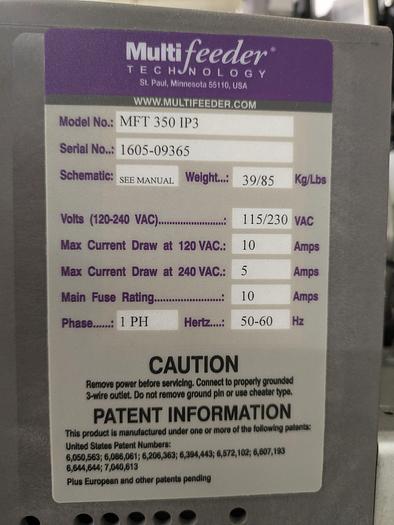 Multifeeder®
TECHNOLOGY
St. Paul, Minnesota 55110, USA
WWW.MULTIFEEDER.COM
Model No.: MFT 350 IP3
Serial No..: 1605-09365
Schematic: SEE MANUAL Weight...: 39/85 Kg/Lbs
Volts (120-240 VAC)....................: 115/230 VAC
Max Current Draw at 120 VAC.: 10 Amps
Max Current Draw at 240 VAC.: 5 Amps
Main Fuse Rating.......................: 10 Amps
Phase.....: 1 PH Hertz....: 50-60 Hz
CAUTION
Remove power before servicing. Connect to properly grounded
3-wire outlet. Do not remove ground pin or use cheater type.
PATENT INFORMATION
This product is manufactured under one or more of the following patents:
United States Patent Numbers:
6,050,563; 6,086,061; 6,206,363; 6,394,443; 6,572,102; 6,607,193
6,644,644; 7,040,613
Plus European and other patents pending